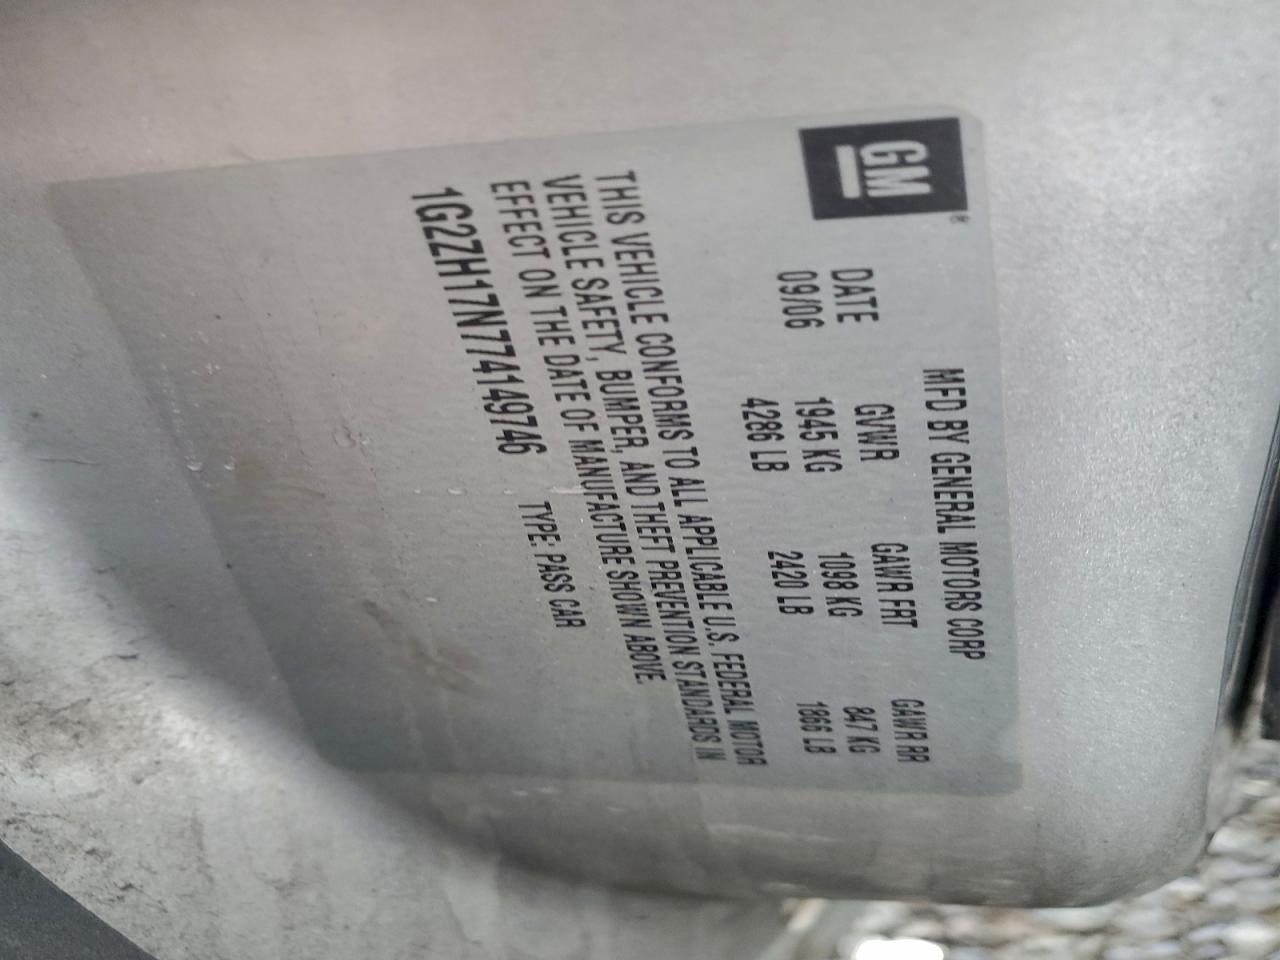 GM®
MFD BY GENERAL MOTORS CORP
DATE GVWR GAWR FRT GAWR RR
09/06 1945 KG 1098 KG 847 KG
4286 LB 2420 LB 1866 LB
THIS VEHICLE CONFORMS TO ALL APPLICABLE U.S. FEDERAL MOTOR
VEHICLE SAFETY, BUMPER, AND THEFT PREVENTION STANDARDS IN
EFFECT ON THE DATE OF MANUFACTURE SHOWN ABOVE.
1G2ZH17N774149746 TYPE: PASS CAR